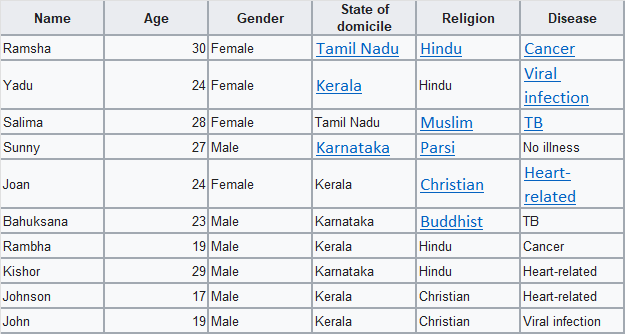 Name Age Gender State of domicile Religion Disease
Ramsha 30 Female Tamil Nadu Hindu Cancer
Yadu 24 Female Kerala Hindu Viral infection
Salima 28 Female Tamil Nadu Muslim TB
Sunny 27 Male Karnataka Parsi No illness
Joan 24 Female Kerala Christian Heart-related
Bahuksana 23 Male Karnataka Buddhist TB
Rambha 19 Male Kerala Hindu Cancer
Kishor 29 Male Karnataka Hindu Heart-related
Johnson 17 Male Kerala Christian Heart-related
John 19 Male Kerala Christian Viral infection